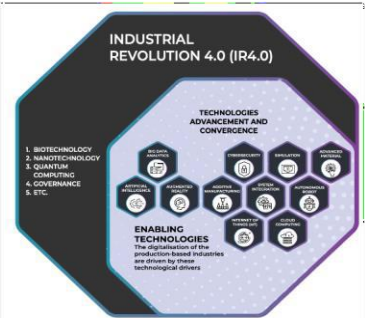 INDUSTRIAL
REVOLUTION 4.0 (IR4.0)
TECHNOLOGIES
ADVANCEMENT AND
CONVERGENCE
1. BIOTECHNOLOGY
2. NANOTECHNOLOGY
3. QUANTUM
COMPUTING
4. GOVERNANCE
5. ETC.
BIG DATA
ANALYTICS
CYBERSECURITY
SIMULATION
ADVANCED
MATERIAL
ARTIFICIAL
INTELLIGENCE
AUGMENTED
REALITY
ADDITIVE
MANUFACTURING
SYSTEM
INTEGRATION
AUTONOMOUS
ROBOT
INTERNET OF
THINGS (IoT)
CLOUD
COMPUTING
ENABLING
TECHNOLOGIES
The digitalisation of the
production-based industries
are driven by these
technological drivers